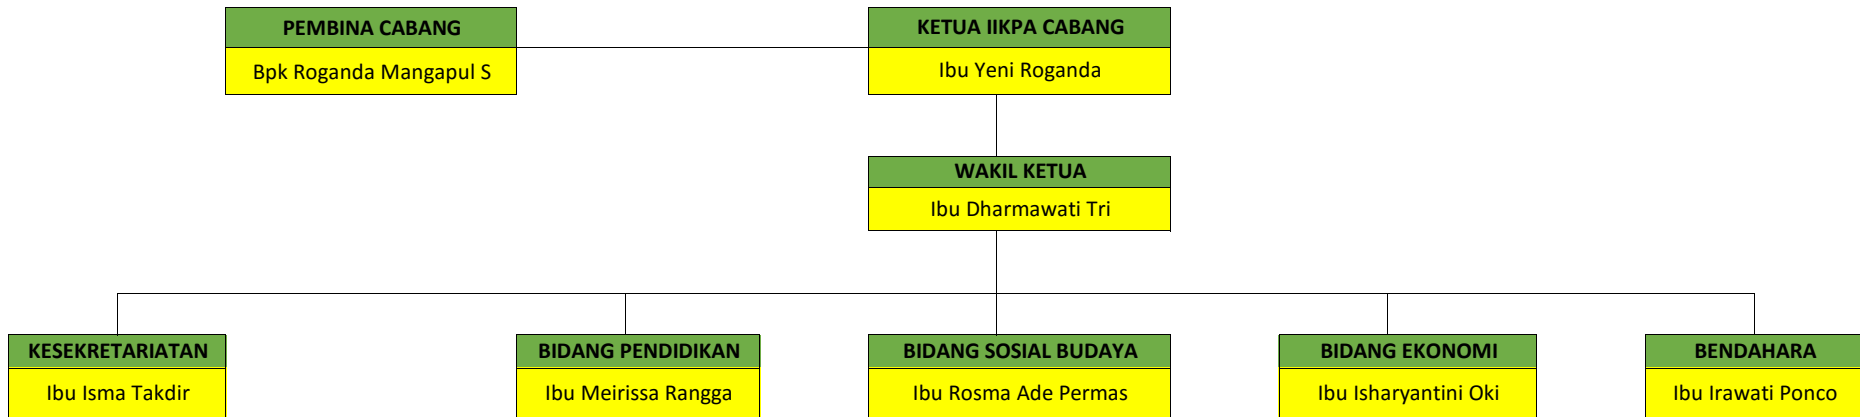 PEMBINA CABANG
Bpk Roganda Mangapul S
KETUA IIKPA CABANG
Ibu Yeni Roganda
WAKIL KETUA
Ibu Dharmawati Tri
KESEKRETARIATAN
Ibu Isma Takdir
BIDANG PENDIDIKAN
Ibu Meirissa Rangga
BIDANG SOSIAL BUDAYA
Ibu Rosma Ade Permas
BIDANG EKONOMI
Ibu Isharyantini Oki
BENDAHARA
Ibu Irawati Ponco